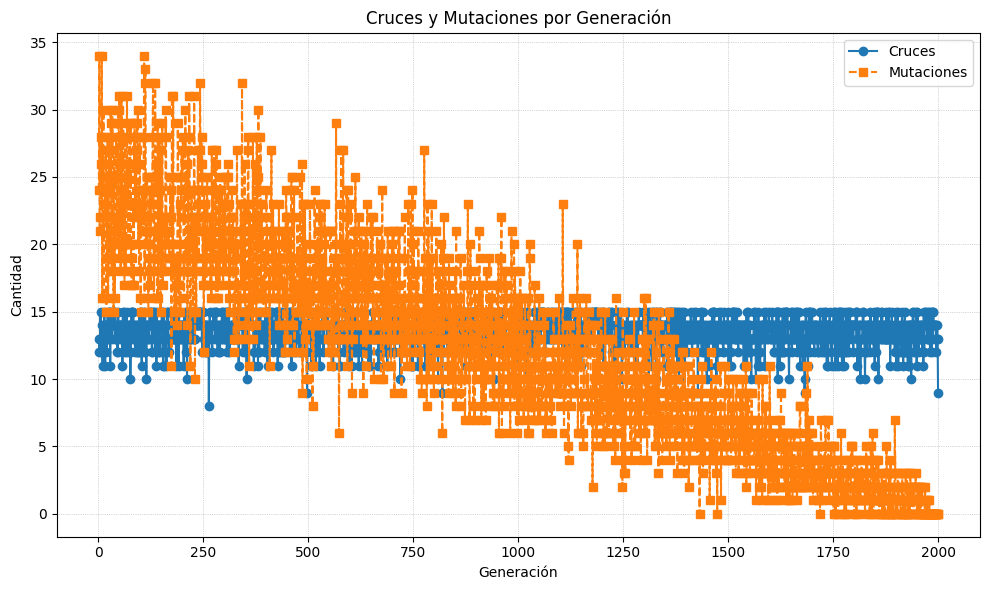 Cruces y Mutaciones por Generación
Cruces
Mutaciones
Cantidad
35
30
25
20
15
10
5
0
0 250 500 750 1000 1250 1500 1750 2000
Generación